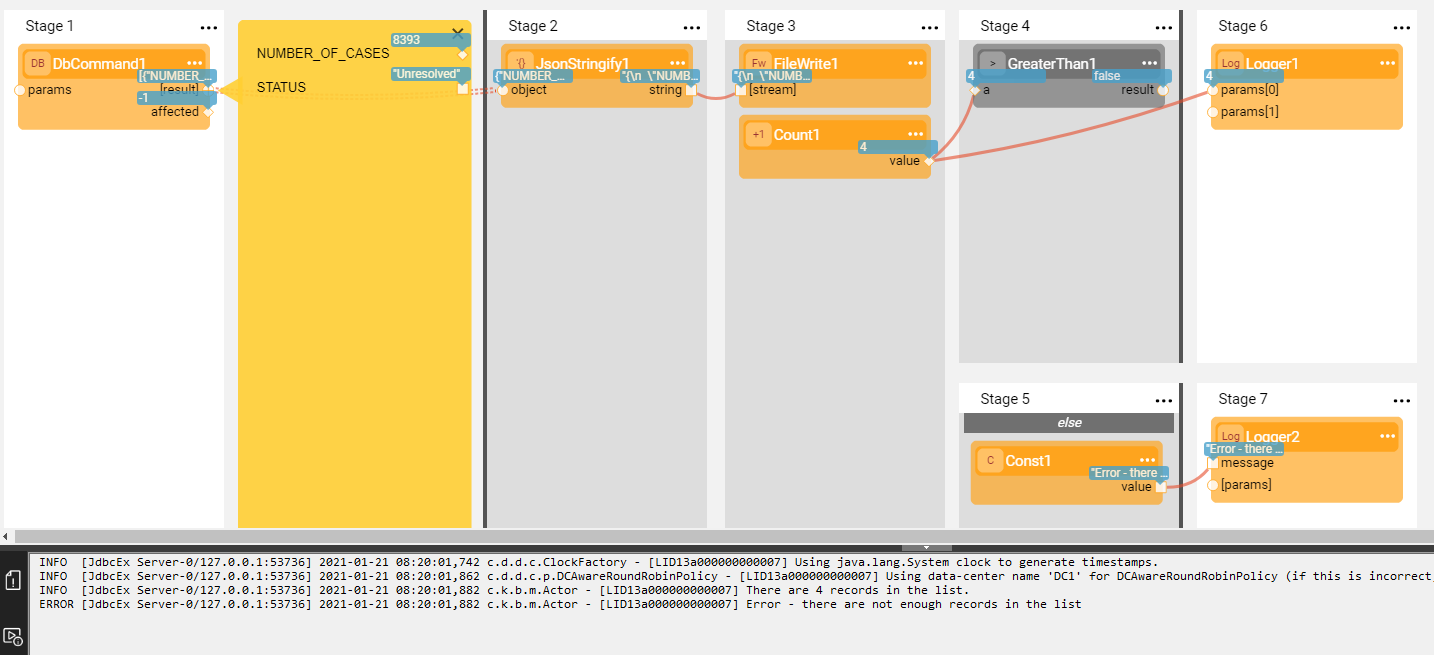 Stage 1
...
DB DbCommand1 ...
[{"NUMBER_...
params [result]
-1
affected
NUMBER_OF_CASES 8393
STATUS "Unresolved"
Stage 2
...
'{} JsonStringify1 ...
{"NUMBER_... "{\n \"NUMB...
object string
Stage 3
...
Fw FileWrite1 ...
"{\n \"NUMB...
[stream]
+1 Count1 ...
4
value
Stage 4
...
> GreaterThan1 ...
4 false
a result
Stage 6
...
Log Logger1 ...
4
params[0]
params[1]
Stage 5
...
else
C Const1 ...
"Error - there ...
value
Stage 7
...
Log Logger2 ...
"Error - there ...
message
[params]
INFO [JdbcEx Server-0/127.0.0.1:53736] 2021-01-21 08:20:01,742 c.d.d.c.ClockFactory - [LID13a000000000007] Using java.lang.System clock to generate timestamps.
INFO [JdbcEx Server-0/127.0.0.1:53736] 2021-01-21 08:20:01,862 c.d.d.c.p.DCAwareRoundRobinPolicy - [LID13a000000000007] Using data-center name 'DC1' for DCAwareRoundRobinPolicy (if this is incorrect,
INFO [JdbcEx Server-0/127.0.0.1:53736] 2021-01-21 08:20:01,882 c.k.b.m.Actor - [LID13a000000000007] There are 4 records in the list.
ERROR [JdbcEx Server-0/127.0.0.1:53736] 2021-01-21 08:20:01,882 c.k.b.m.Actor - [LID13a000000000007] Error - there are not enough records in the list